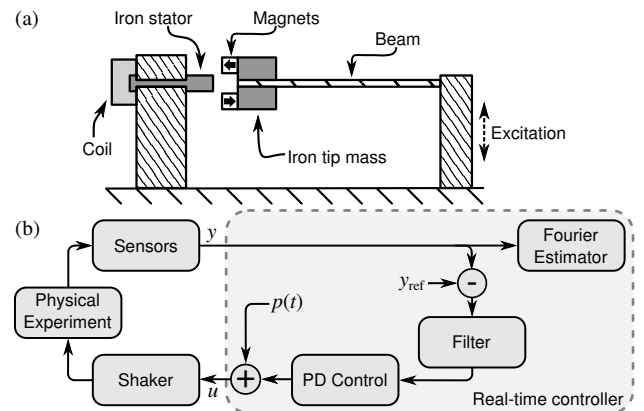 (a)
Iron stator
Magnets
Beam
Coil
Iron tip mass
Excitation
(b)
Sensors
y
Fourier
Estimator
y_ref
-
Physical
Experiment
p(t)
Filter
Shaker
u
+
PD Control
Real-time controller